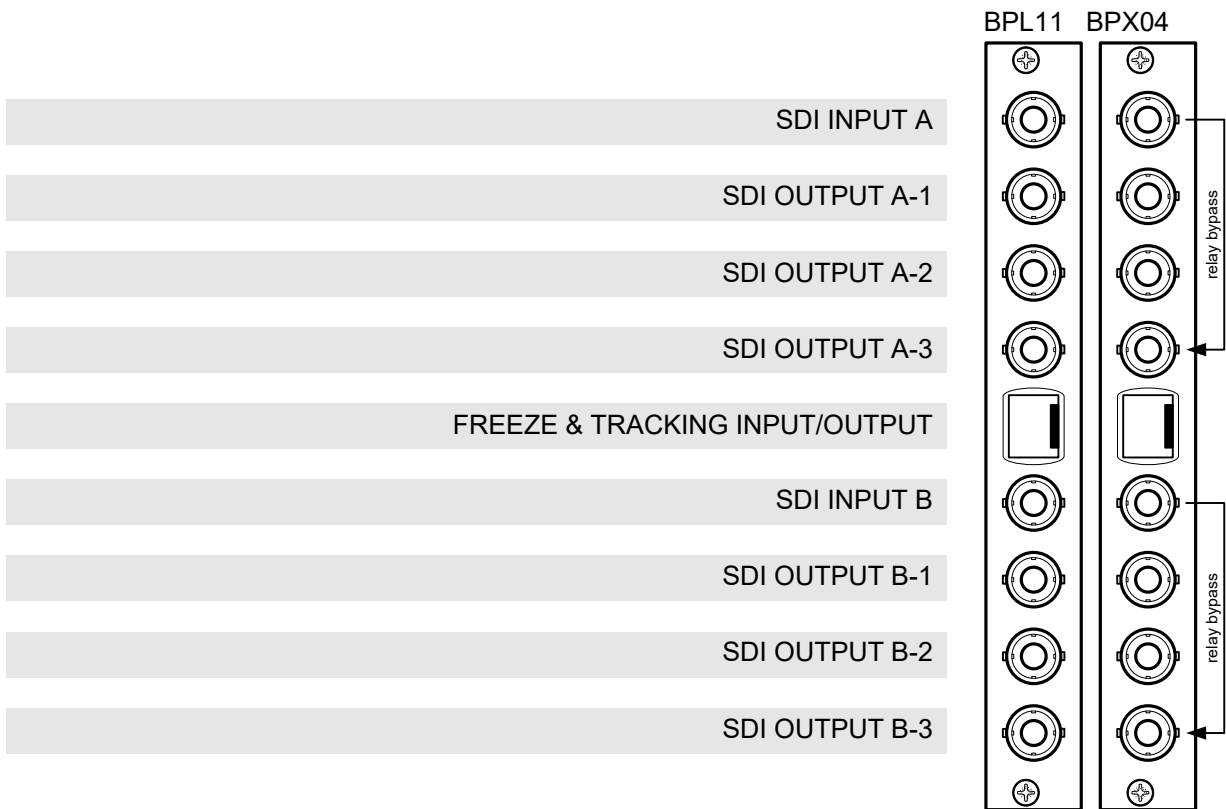 BPL11 BPX04
SDI INPUT A
SDI OUTPUT A-1
SDI OUTPUT A-2
SDI OUTPUT A-3
relay bypass
FREEZE & TRACKING INPUT/OUTPUT
SDI INPUT B
SDI OUTPUT B-1
SDI OUTPUT B-2
SDI OUTPUT B-3
relay bypass